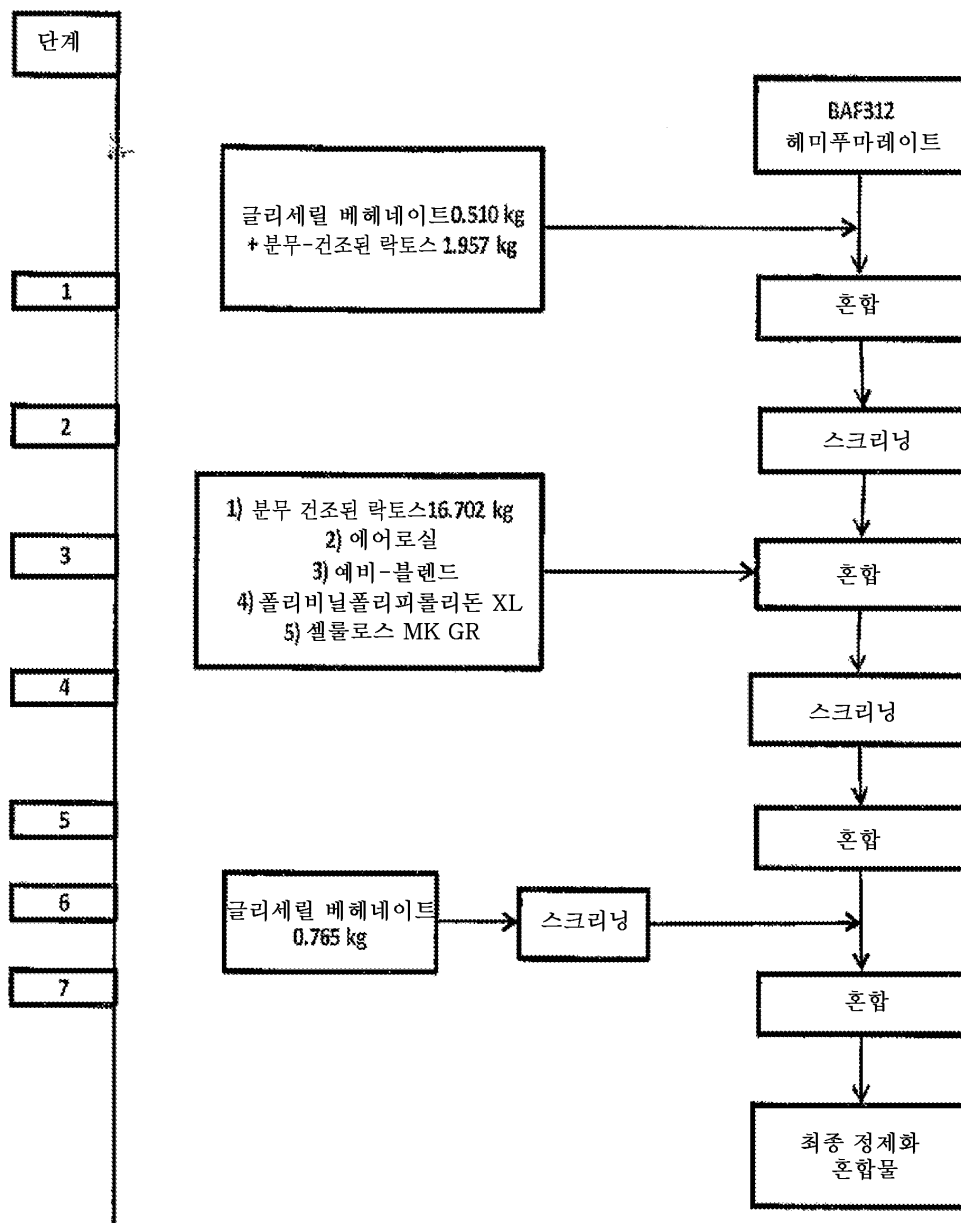 단계
BAF312
헤미푸마레이트
글리세릴 베헤네이트0.510 kg
+ 분무-건조된 락토스 1.957 kg
1
혼합
2
스크리닝
1) 분무 건조된 락토스16.702 kg
2) 에어로실
3) 예비-블렌드
4) 폴리비닐폴리피롤리돈 XL
5) 셀룰로스 MK GR
3
혼합
4
스크리닝
5
혼합
6
글리세릴 베헤네이트
0.765 kg
스크리닝
7
혼합
최종 정제화
혼합물